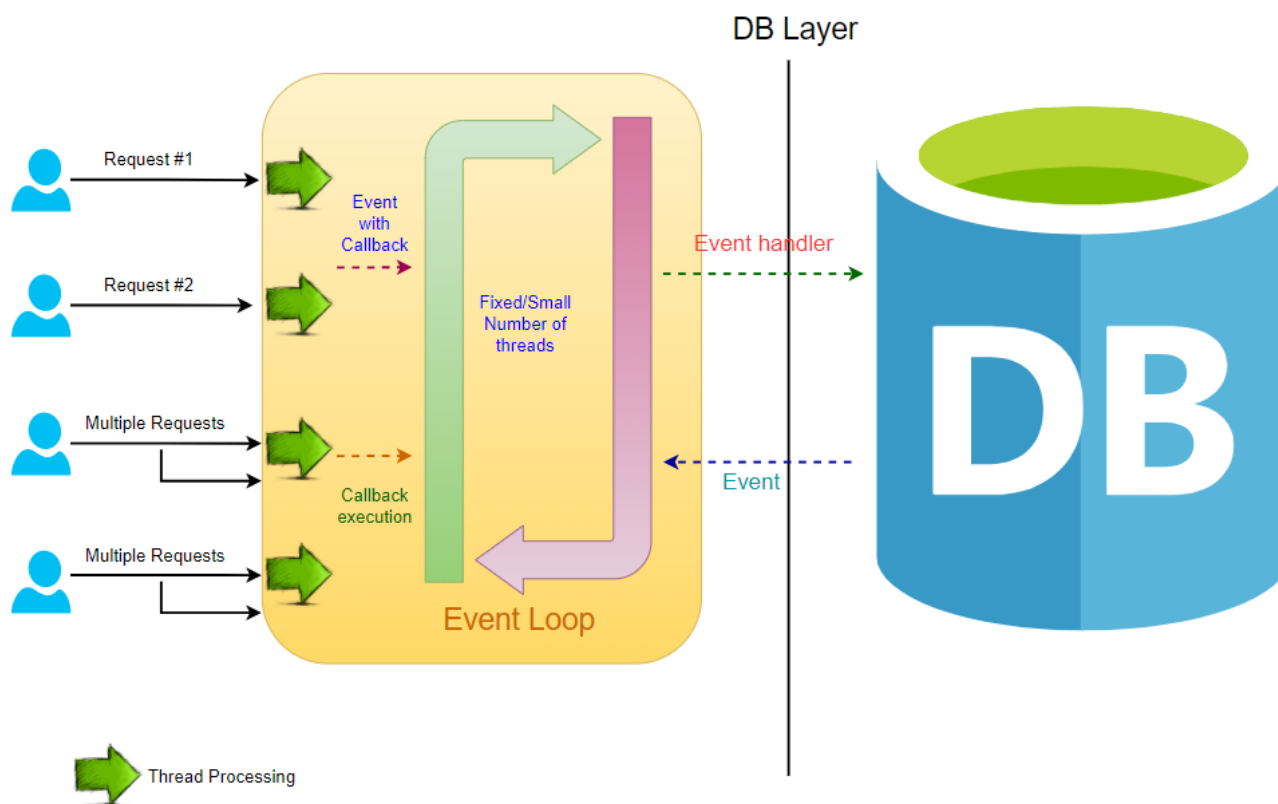 DB Layer
Request #1
Event
with
Callback
Event handler
Request #2
Fixed/Small
Number of
threads
DB
Multiple Requests
Event
Callback
execution
Multiple Requests
Event Loop
Thread Processing